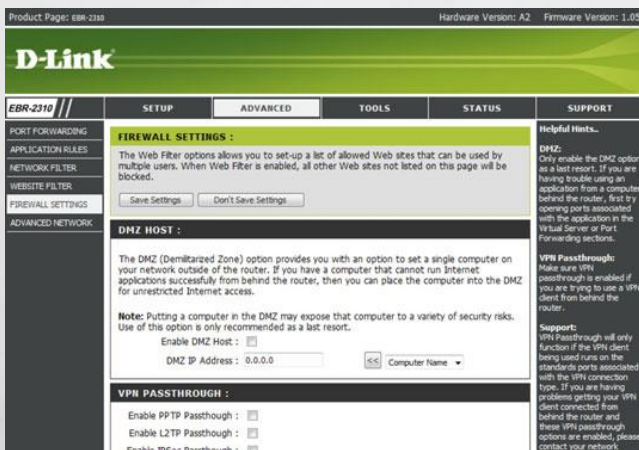 Product Page: EBR-2310
Hardware Version: A2 Firmware Version: 1.05
D-Link
EBR-2310
SETUP
ADVANCED
TOOLS
STATUS
SUPPORT
PORT FORWARDING
APPLICATION RULES
NETWORK FILTER
WEBSITE FILTER
FIREWALL SETTINGS
ADVANCED NETWORK
FIREWALL SETTINGS :
The Web Filter options allows you to set-up a list of allowed Web sites that can be used by
multiple users. When Web Filter is enabled, all other Web sites not listed on this page will be
blocked.
Save Settings
Don't Save Settings
DMZ HOST :
The DMZ (Demilitarized Zone) option provides you with an option to set a single computer on
your network outside of the router. If you have a computer that cannot run Internet
applications successfully from behind the router, then you can place the computer into the DMZ
for unrestricted Internet access.
Note: Putting a computer in the DMZ may expose that computer to a variety of security risks.
Use of this option is only recommended as a last resort.
Enable DMZ Host :
DMZ IP Address : 0.0.0.0 << Computer Name
VPN PASSTHROUGH :
Enable PPTP Passthough :
Enable L2TP Passthough :
Enable IPSec Passthough :
Helpful Hints..
DMZ:
Only enable the DMZ option
as a last resort. If you are
having trouble using an
application from a computer
behind the router, first try
opening ports associated
with the application in the
Virtual Server or Port
Forwarding sections.
VPN Passthrough:
Make sure VPN
passthrough is enabled if
you are trying to use a VPN
client from behind the
router.
Support:
VPN Passthrough will only
function if the VPN client
being used runs on the
standards ports associated
with the VPN connection
type. If you are having
problems getting your VPN
client connected from
behind the router and
these VPN passthrough
options are enabled, please
contact your network